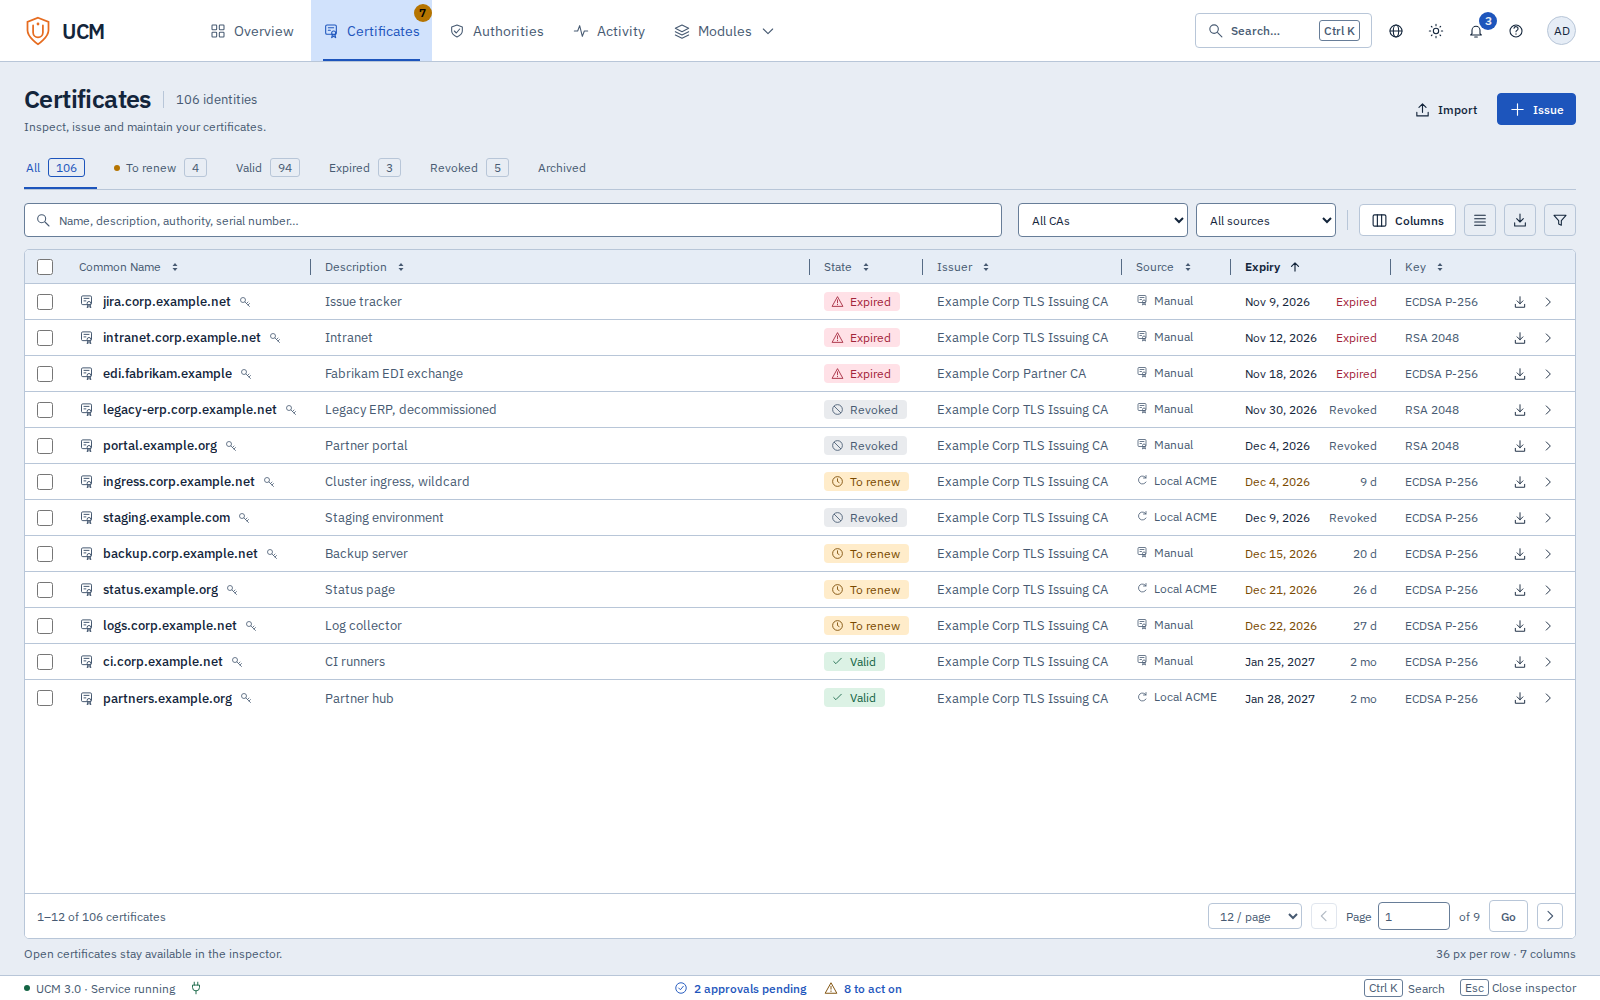 UCM
Overview
Certificates
7
Authorities
Activity
Modules
Search...
Ctrl K
3
AD
Certificates
106 identities
Inspect, issue and maintain your certificates.
Import
Issue
All 106
To renew 4
Valid 94
Expired 3
Revoked 5
Archived
Name, description, authority, serial number...
All CAs
All sources
Columns
Common Name Description State Issuer Source Expiry Key
jira.corp.example.net Issue tracker Expired Example Corp TLS Issuing CA Manual Nov 9, 2026 Expired ECDSA P-256
intranet.corp.example.net Intranet Expired Example Corp TLS Issuing CA Manual Nov 12, 2026 Expired RSA 2048
edi.fabrikam.example Fabrikam EDI exchange Expired Example Corp Partner CA Manual Nov 18, 2026 Expired ECDSA P-256
legacy-erp.corp.example.net Legacy ERP, decommissioned Revoked Example Corp TLS Issuing CA Manual Nov 30, 2026 Revoked RSA 2048
portal.example.org Partner portal Revoked Example Corp TLS Issuing CA Manual Dec 4, 2026 Revoked RSA 2048
ingress.corp.example.net Cluster ingress, wildcard To renew Example Corp TLS Issuing CA Local ACME Dec 4, 2026 9 d ECDSA P-256
staging.example.com Staging environment Revoked Example Corp TLS Issuing CA Local ACME Dec 9, 2026 Revoked ECDSA P-256
backup.corp.example.net Backup server To renew Example Corp TLS Issuing CA Manual Dec 15, 2026 20 d ECDSA P-256
status.example.org Status page To renew Example Corp TLS Issuing CA Local ACME Dec 21, 2026 26 d ECDSA P-256
logs.corp.example.net Log collector To renew Example Corp TLS Issuing CA Manual Dec 22, 2026 27 d ECDSA P-256
ci.corp.example.net CI runners Valid Example Corp TLS Issuing CA Manual Jan 25, 2027 2 mo ECDSA P-256
partners.example.org Partner hub Valid Example Corp TLS Issuing CA Local ACME Jan 28, 2027 2 mo ECDSA P-256
1–12 of 106 certificates
12 / page
Page 1 of 9
Go
Open certificates stay available in the inspector.
36 px per row · 7 columns
UCM 3.0 · Service running
2 approvals pending
8 to act on
Ctrl K Search
Esc Close inspector